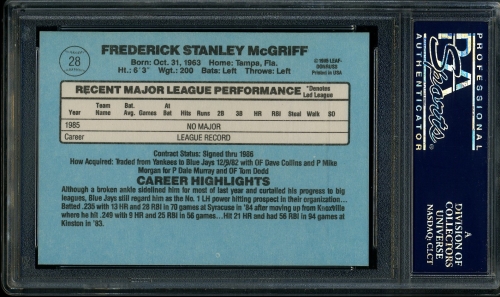 28
FREDERICK STANLEY McGRIFF
Born: Oct. 31, 1963 Home: Tampa, Fla.
Ht.: 6'3" Wgt.: 200 Bats: Left Throws: Left
© 1986 LEAF-
DONRUSS
Printed in USA
RECENT MAJOR LEAGUE PERFORMANCE
*Denotes
Led League
Year Team Name Bat. Avg. Games At Bat Hits Runs 2B 3B HR RBI Steal Walk SO
1985 NO MAJOR
Career LEAGUE RECORD
Contract Status: Signed thru 1986
How Acquired: Traded from Yankees to Blue Jays 12/9/82 with OF Dave Collins and P Mike
Morgan for P Dale Murray and OF Tom Dodd
CAREER HIGHLIGHTS
Although a broken ankle sidelined him for most of last year and curtailed his progress to big
leagues, Blue Jays still regard him as the No. 1 LH power hitting prospect in their organization...
Batted .235 with 13 HR and 28 RBI in 70 games at Syracuse in '84 after moving up from Knoxville
where he hit .249 with 9 HR and 25 RBI in 56 games... Hit 21 HR and had 56 RBI in 94 games at
Kinston in '83.
PROFESSIONAL
PSA
Sports
AUTHENTICATOR
A
DIVISION OF
COLLECTORS
UNIVERSE
NASDAQ: CLCT